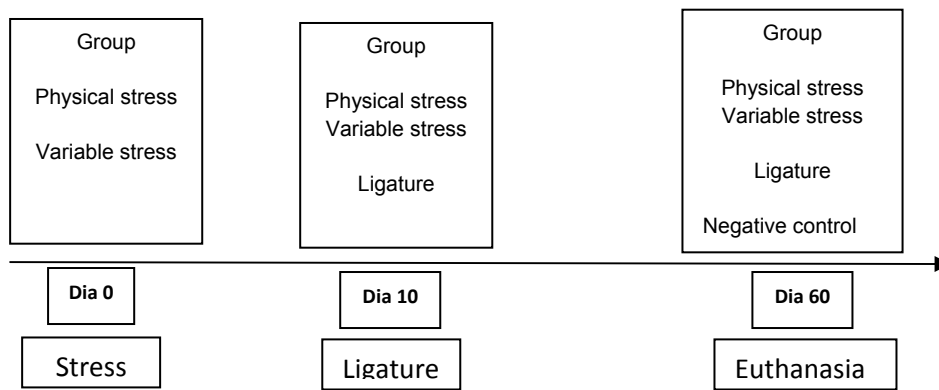 Group
Physical stress
Variable stress
Group
Physical stress
Variable stress
Ligature
Group
Physical stress
Variable stress
Ligature
Negative control
Dia 0
Dia 10
Dia 60
Stress
Ligature
Euthanasia